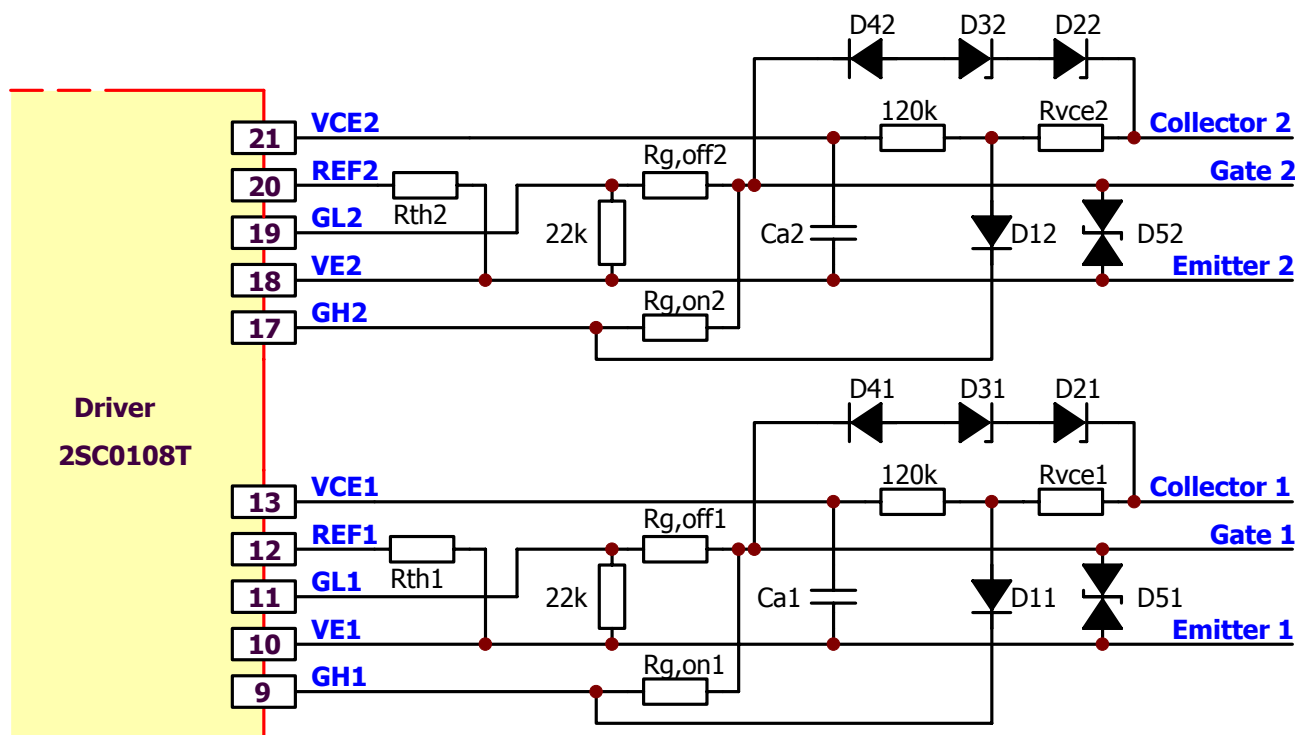 D42 D32 D22
21 VCE2 120k Rvce2 Collector 2
20 REF2 Rg,off2 Gate 2
Rth2
19 GL2 22k Ca2 D12 D52
18 VE2 Emitter 2
17 GH2 Rg,on2
D41 D31 D21
Driver
2SC0108T
13 VCE1 120k Rvce1 Collector 1
12 REF1 Rg,off1 Gate 1
Rth1
11 GL1 22k Ca1 D11 D51
10 VE1 Emitter 1
9 GH1 Rg,on1